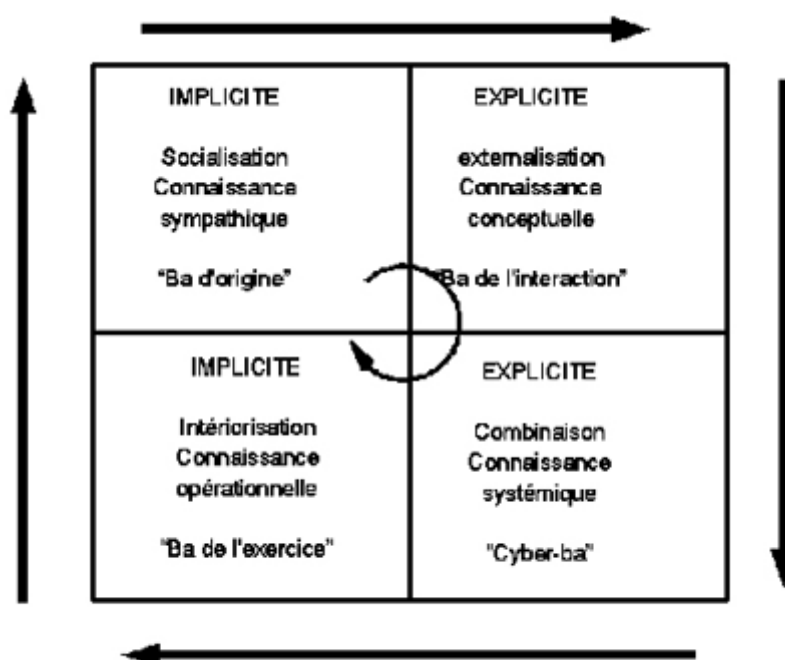 IMPLICITE
Socialisation
Connaissance
sympathique
"Ba d'origine"
EXPLICITE
externalisation
Connaissance
conceptuelle
"Ba de l'interaction"
IMPLICITE
Intériorisation
Connaissance
opérationnelle
"Ba de l'exercice"
EXPLICITE
Combinaison
Connaissance
systémique
"Cyber-ba"